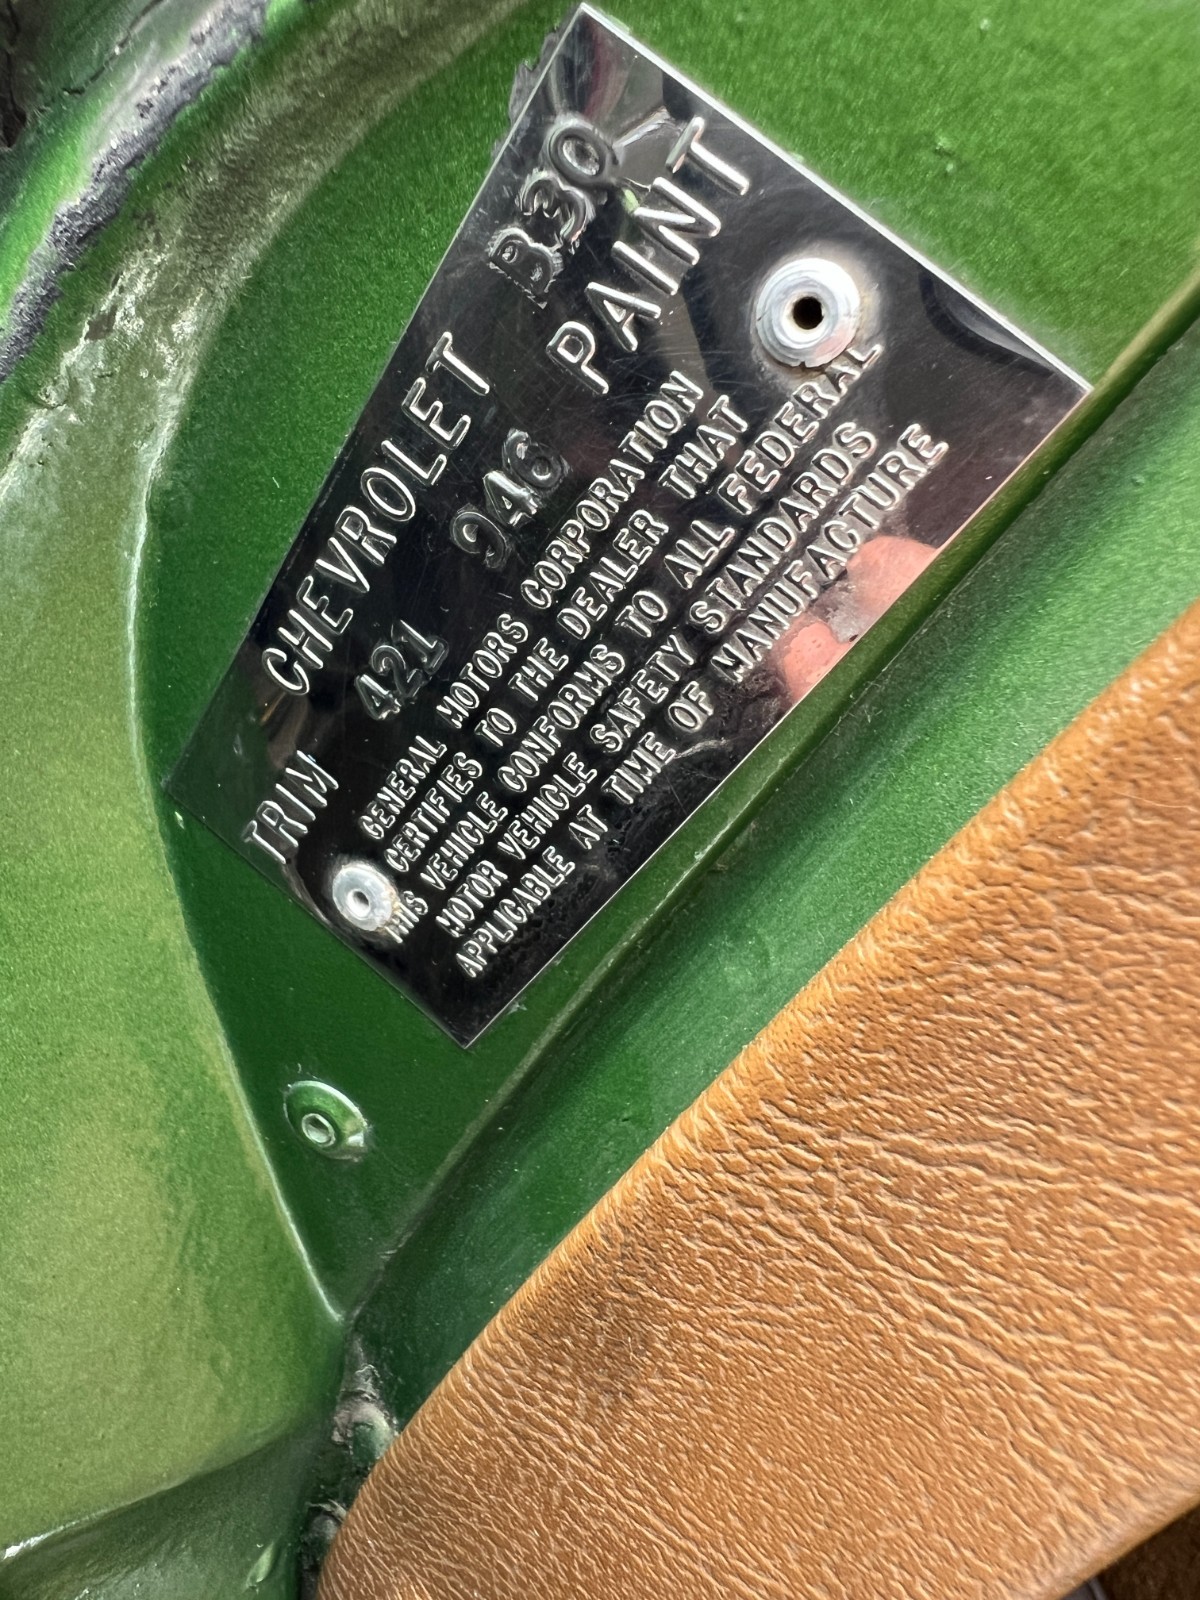 CHEVROLET B30
421 946
TRIM PAINT
GENERAL MOTORS CORPORATION
CERTIFIES TO THE DEALER THAT
THIS VEHICLE CONFORMS TO ALL FEDERAL
MOTOR VEHICLE SAFETY STANDARDS
APPLICABLE AT TIME OF MANUFACTURE